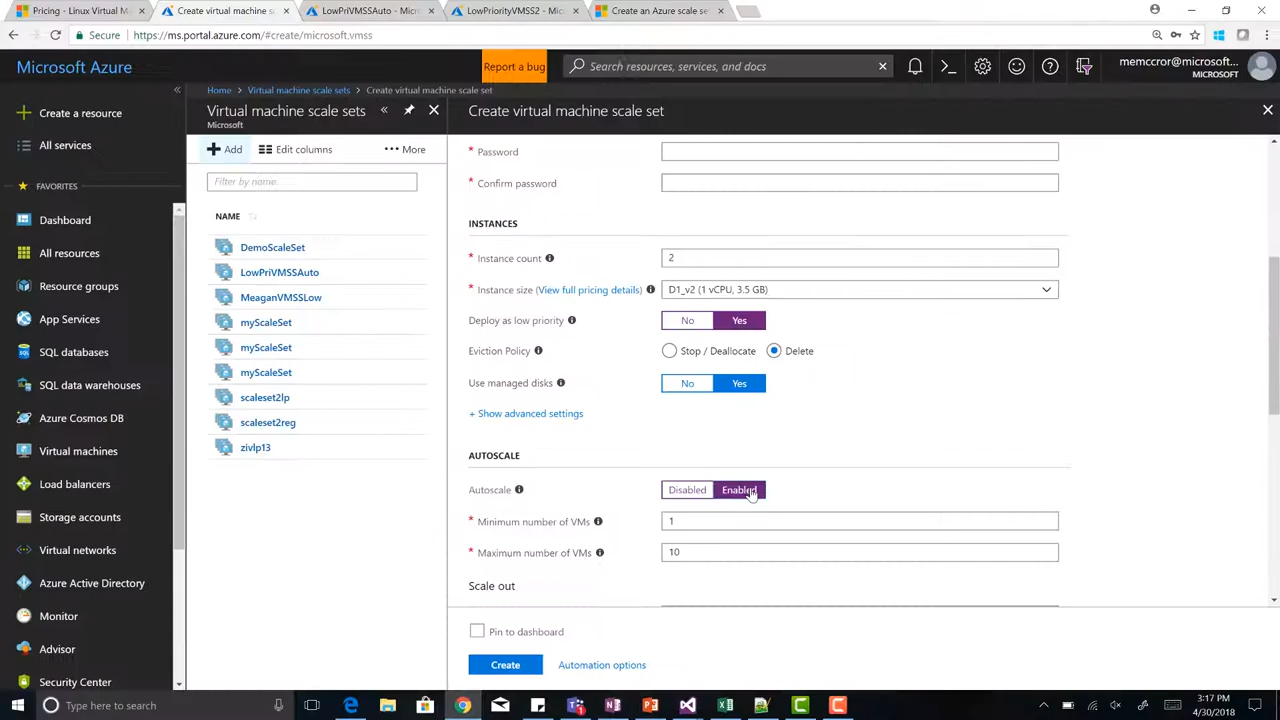 Pricing - Linux Virtual M
Create virtual machine s
LowPriVMSSAuto - Micros
LowPriorityVMSS2 - Micr
Create an Azure scale se
Secure
https://ms.portal.azure.com/#create/microsoft.vmss
Microsoft Azure
Report a bug
Search resources, services, and docs
memccror@microsoft...
MICROSOFT
Create a resource
All services
FAVORITES
Dashboard
All resources
Resource groups
App Services
SQL databases
SQL data warehouses
Azure Cosmos DB
Virtual machines
Load balancers
Storage accounts
Virtual networks
Azure Active Directory
Monitor
Advisor
Security Center
Home > Virtual machine scale sets > Create virtual machine scale set
Virtual machine scale sets
Microsoft
Add
Edit columns
More
Filter by name...
NAME
DemoScaleSet
LowPriVMSSAuto
MeaganVMSSLow
myScaleSet
myScaleSet
myScaleSet
scaleset2lp
scaleset2reg
zivlp13
Create virtual machine scale set
* Password
* Confirm password
INSTANCES
* Instance count
2
* Instance size (View full pricing details)
D1_v2 (1 vCPU, 3.5 GB)
Deploy as low priority
No Yes
Eviction Policy
Stop / Deallocate Delete
Use managed disks
No Yes
+ Show advanced settings
AUTOSCALE
Autoscale
Disabled Enabled
* Minimum number of VMs
1
* Maximum number of VMs
10
Scale out
Pin to dashboard
Create
Automation options
Type here to search
3:17 PM
4/30/2018